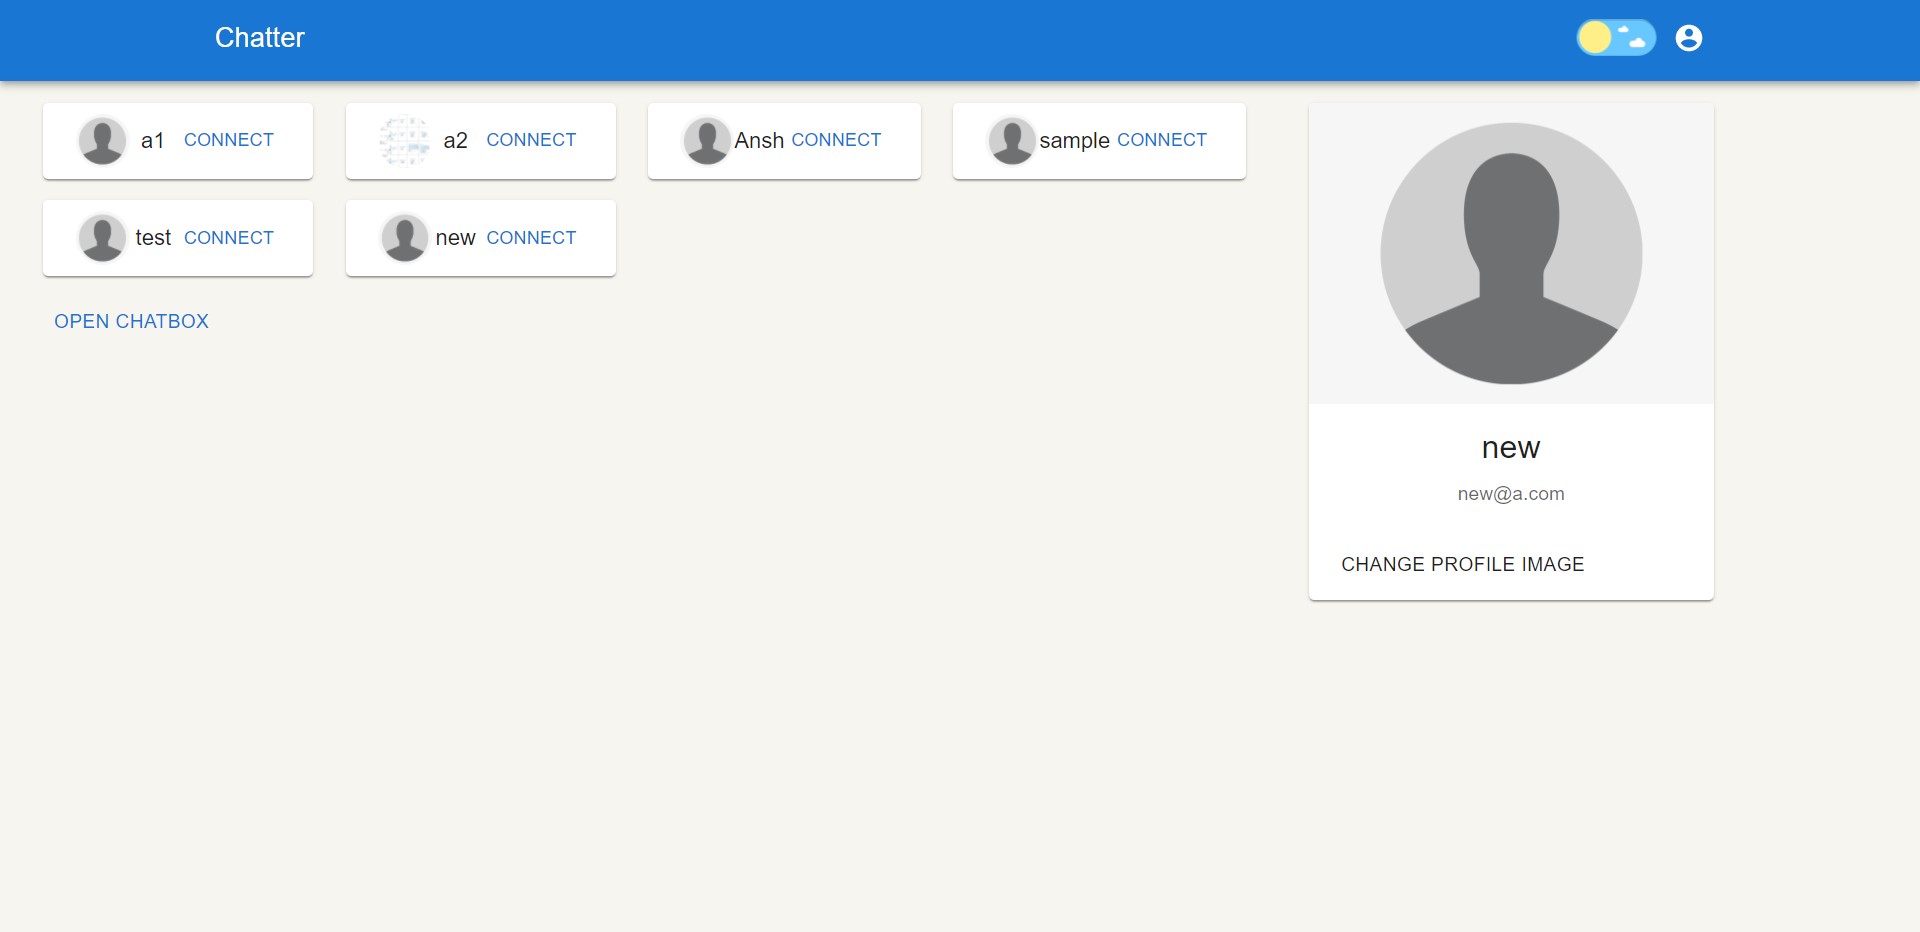 Chatter
a1 CONNECT
a2 CONNECT
Ansh CONNECT
sample CONNECT
test CONNECT
new CONNECT
OPEN CHATBOX
new
new@a.com
CHANGE PROFILE IMAGE